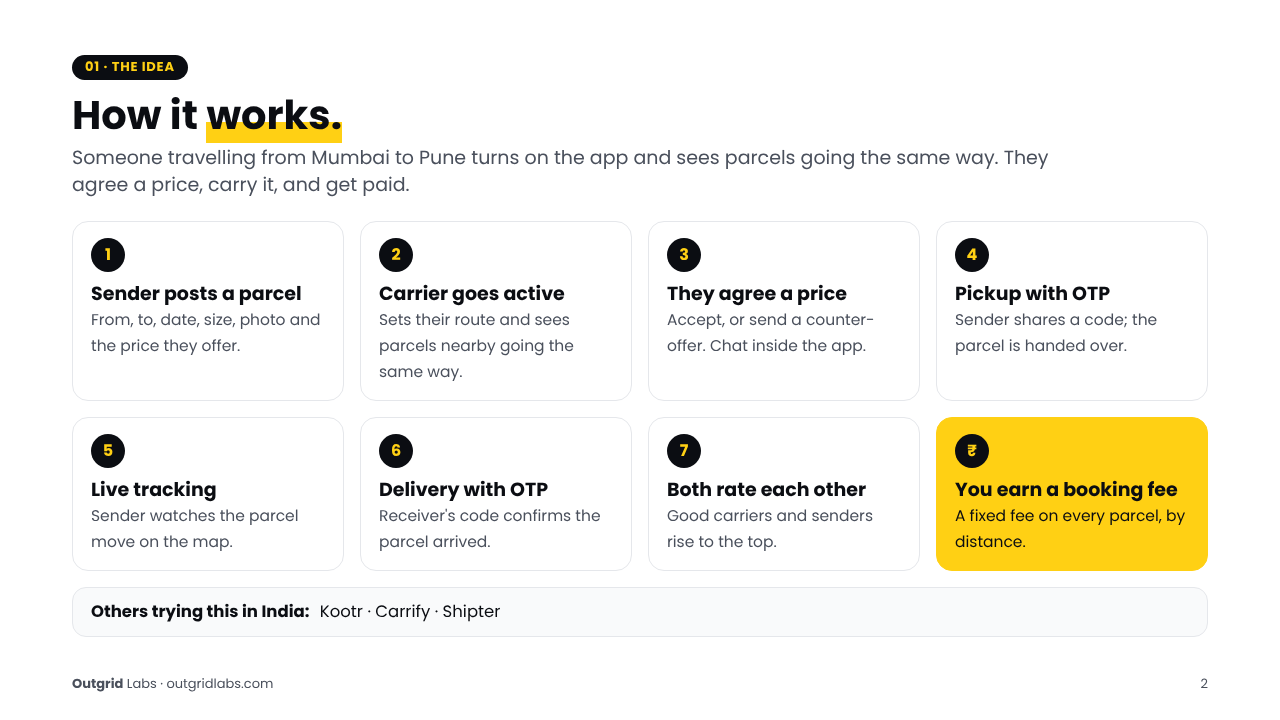 01 · THE IDEA
How it works.
Someone travelling from Mumbai to Pune turns on the app and sees parcels going the same way. They
agree a price, carry it, and get paid.
1
Sender posts a parcel
From, to, date, size, photo and
the price they offer.
2
Carrier goes active
Sets their route and sees
parcels nearby going the
same way.
3
They agree a price
Accept, or send a counter-
offer. Chat inside the app.
4
Pickup with OTP
Sender shares a code; the
parcel is handed over.
5
Live tracking
Sender watches the parcel
move on the map.
6
Delivery with OTP
Receiver's code confirms the
parcel arrived.
7
Both rate each other
Good carriers and senders
rise to the top.
₹
You earn a booking fee
A fixed fee on every parcel, by
distance.
Others trying this in India: Kootr · Carrify · Shipter
Outgrid Labs · outgridlabs.com
2